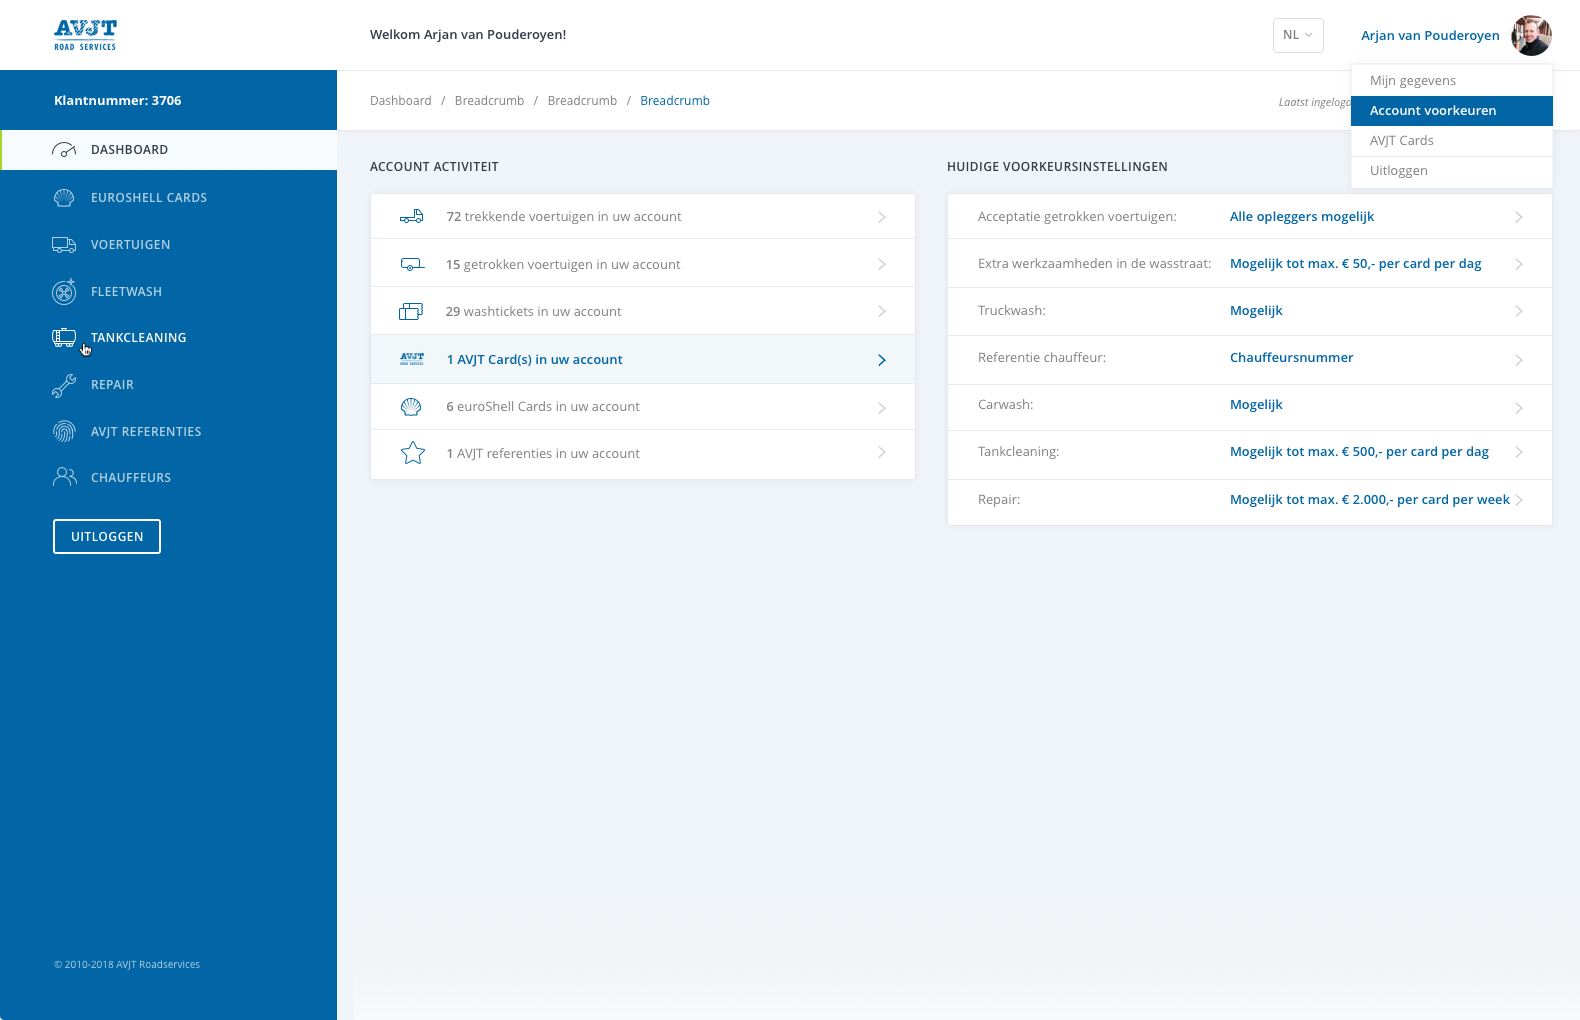 AVJT
ROAD SERVICES
Welkom Arjan van Pouderoyen!
NL
Arjan van Pouderoyen
Mijn gegevens
Account voorkeuren
AVJT Cards
Uitloggen
Klantnummer: 3706
Dashboard / Breadcrumb / Breadcrumb / Breadcrumb
Laatst
DASHBOARD
EUROSHELL CARDS
VOERTUIGEN
FLEETWASH
TANKCLEANING
REPAIR
AVJT REFERENTIES
CHAUFFEURS
UITLOGGEN
© 2010-2018 AVJT Roadservices
ACCOUNT ACTIVITEIT
72 trekkende voertuigen in uw account
15 getrokken voertuigen in uw account
29 washtickets in uw account
AVJT
ROAD SERVICES
1 AVJT Card(s) in uw account
6 euroShell Cards in uw account
1 AVJT referenties in uw account
HUIDIGE VOORKEURSINSTELLINGEN
Acceptatie getrokken voertuigen: Alle opleggers mogelijk
Extra werkzaamheden in de wasstraat: Mogelijk tot max. € 50,- per card per dag
Truckwash: Mogelijk
Referentie chauffeur: Chauffeursnummer
Carwash: Mogelijk
Tankcleaning: Mogelijk tot max. € 500,- per card per dag
Repair: Mogelijk tot max. € 2.000,- per card per week